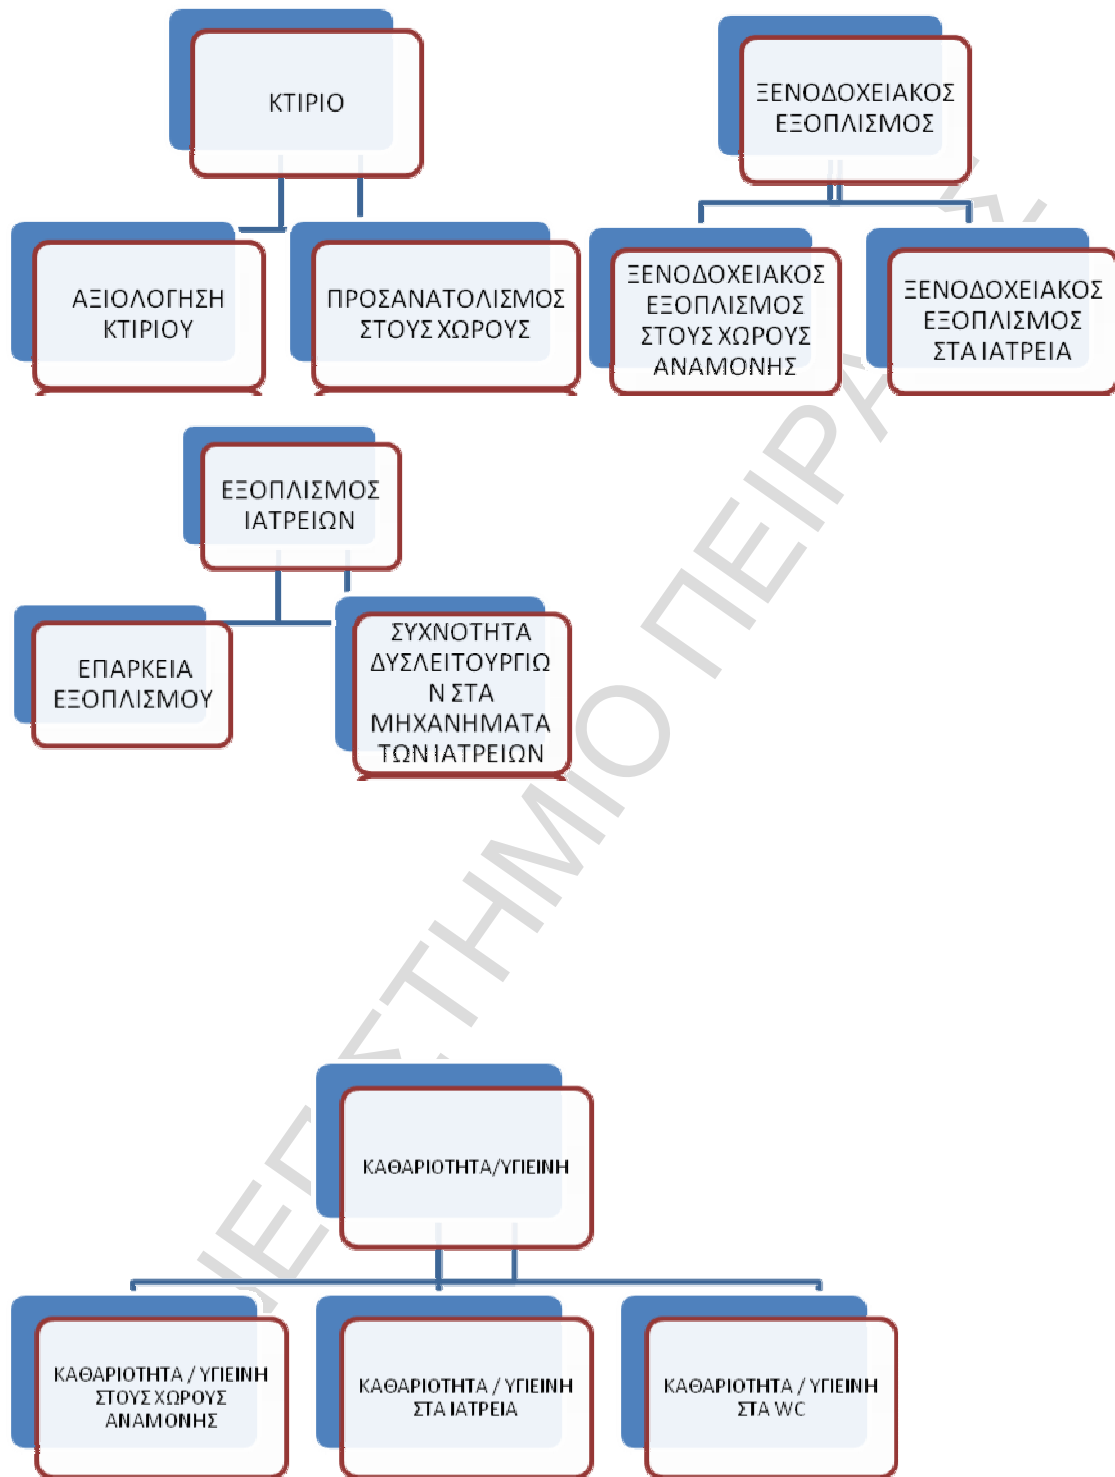 ΚΤΙΡΙΟ
ΞΕΝΟΔΟΧΕΙΑΚΟΣ
ΕΞΟΠΛΙΣΜΟΣ
ΑΞΙΟΛΟΓΗΣΗ
ΚΤΙΡΙΟΥ
ΠΡΟΣΑΝΑΤΟΛΙΣΜΟΣ
ΣΤΟΥΣ ΧΩΡΟΥΣ
ΞΕΝΟΔΟΧΕΙΑΚΟΣ
ΕΞΟΠΛΙΣΜΟΣ
ΣΤΟΥΣ ΧΩΡΟΥΣ
ΑΝΑΜΟΝΗΣ
ΞΕΝΟΔΟΧΕΙΑΚΟΣ
ΕΞΟΠΛΙΣΜΟΣ
ΣΤΑ ΙΑΤΡΕΙΑ
ΕΞΟΠΛΙΣΜΟΣ
ΙΑΤΡΕΙΩΝ
ΕΠΑΡΚΕΙΑ
ΕΞΟΠΛΙΣΜΟΥ
ΣΥΧΝΟΤΗΤΑ
ΔΥΣΛΕΙΤΟΥΡΓΙΩ
Ν ΣΤΑ
ΜΗΧΑΝΗΜΑΤΑ
ΤΩΝ ΙΑΤΡΕΙΩΝ
ΚΑΘΑΡΙΟΤΗΤΑ/ΥΓΙΕΙΝΗ
ΚΑΘΑΡΙΟΤΗΤΑ / ΥΓΙΕΙΝΗ
ΣΤΟΥΣ ΧΩΡΟΥΣ
ΑΝΑΜΟΝΗΣ
ΚΑΘΑΡΙΟΤΗΤΑ / ΥΓΙΕΙΝΗ
ΣΤΑ ΙΑΤΡΕΙΑ
ΚΑΘΑΡΙΟΤΗΤΑ / ΥΓΙΕΙΝΗ
ΣΤΑ WC